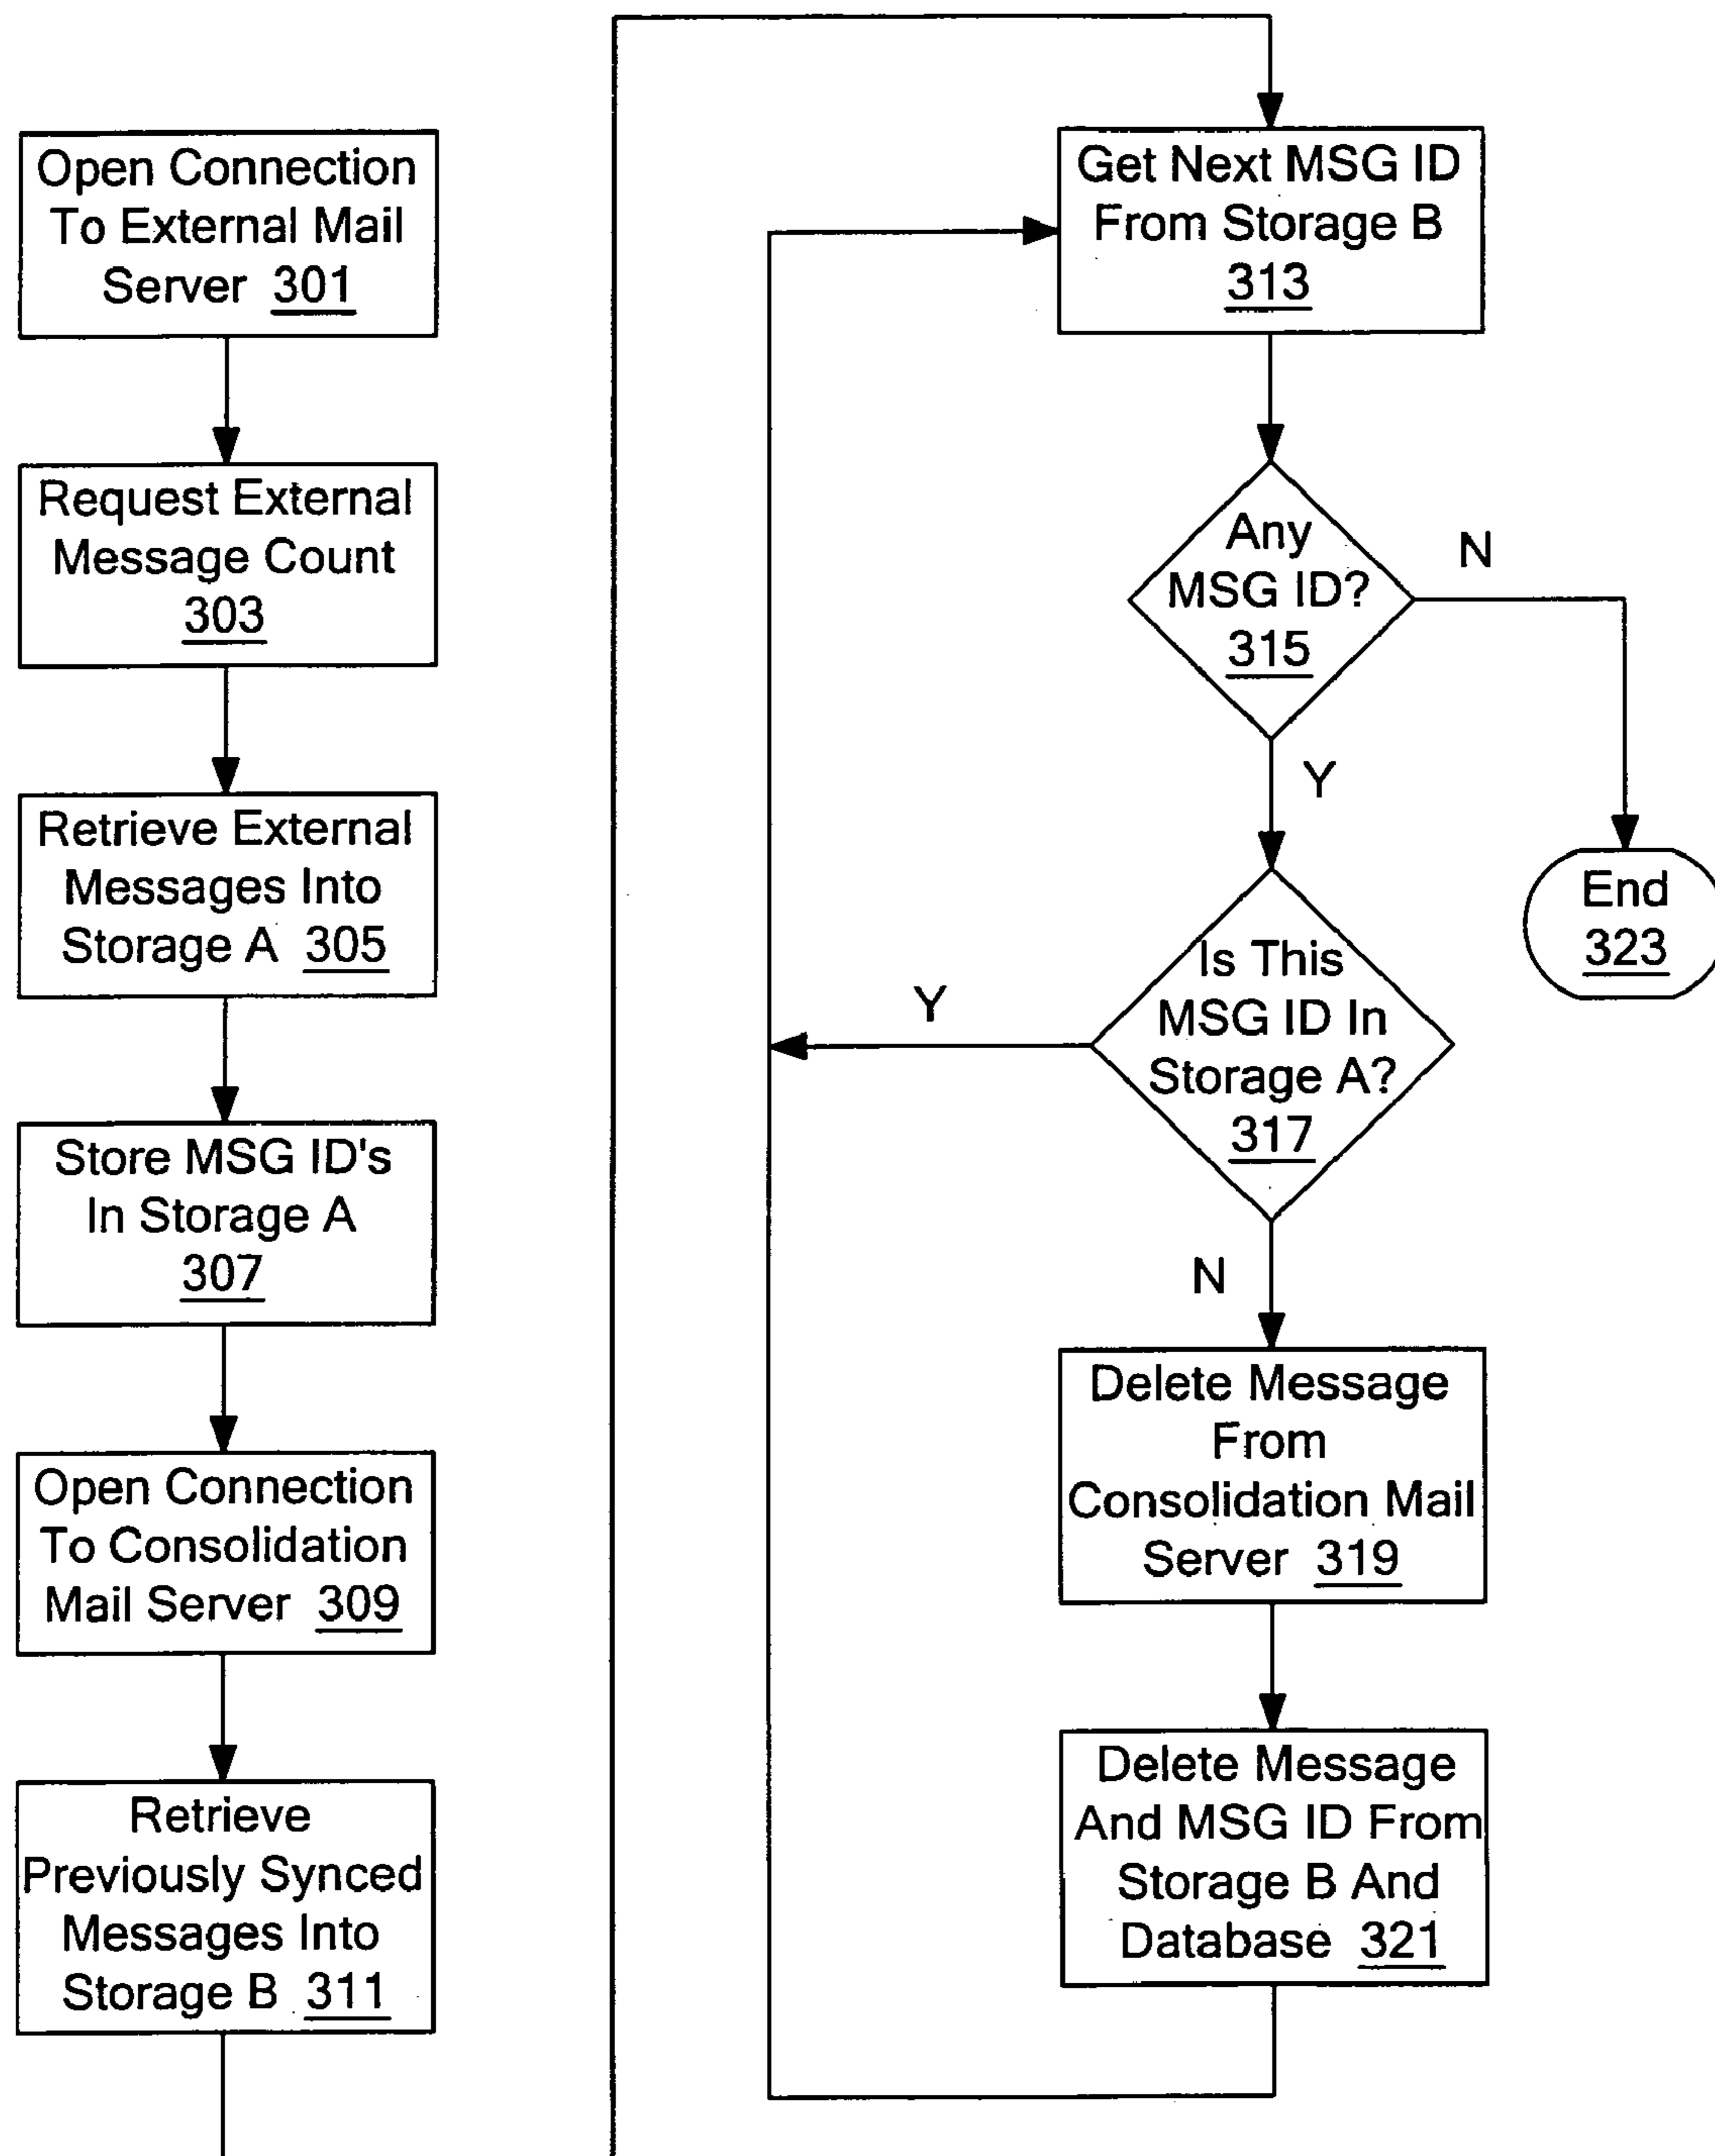 Open Connection
To External Mail
Server 301
Request External
Message Count
303
Retrieve External
Messages Into
Storage A 305
Store MSG ID's
In Storage A
307
Open Connection
To Consolidation
Mail Server 309
Retrieve
Previously Synced
Messages Into
Storage B 311
Get Next MSG ID
From Storage B
313
Any
MSG ID?
315
N
Y
End
323
Is This
MSG ID In
Storage A?
317
Y
N
Delete Message
From
Consolidation Mail
Server 319
Delete Message
And MSG ID From
Storage B And
Database 321